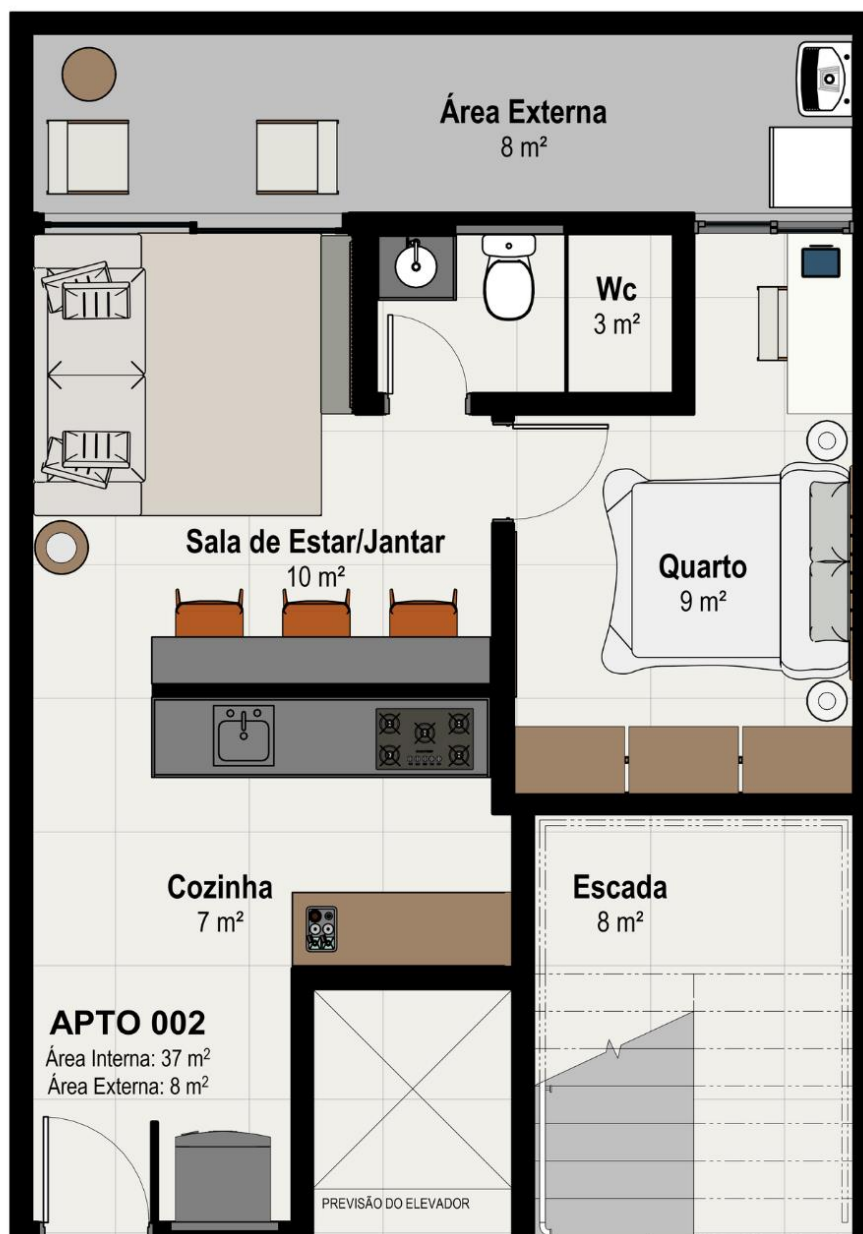 Área Externa
8 m²
Wc
3 m²
Sala de Estar/Jantar
10 m²
Quarto
9 m²
Cozinha
7 m²
Escada
8 m²
APTO 002
Área Interna: 37 m²
Área Externa: 8 m²
PREVISÃO DO ELEVADOR